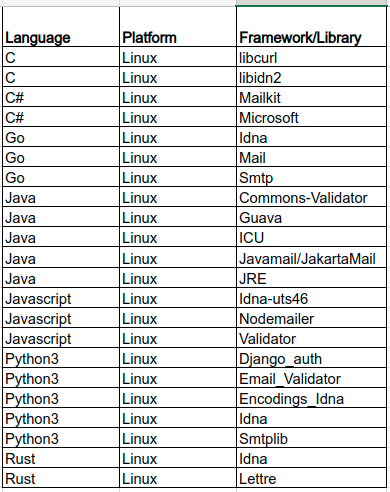 Language Platform Framework/Library
C Linux libcurl
C Linux libidn2
C# Linux Mailkit
C# Linux Microsoft
Go Linux Idna
Go Linux Mail
Go Linux Smtp
Java Linux Commons-Validator
Java Linux Guava
Java Linux ICU
Java Linux Javamail/JakartaMail
Java Linux JRE
Javascript Linux Idna-uts46
Javascript Linux Nodemailer
Javascript Linux Validator
Python3 Linux Django_auth
Python3 Linux Email_Validator
Python3 Linux Encodings_Idna
Python3 Linux Idna
Python3 Linux Smtplib
Rust Linux Idna
Rust Linux Lettre